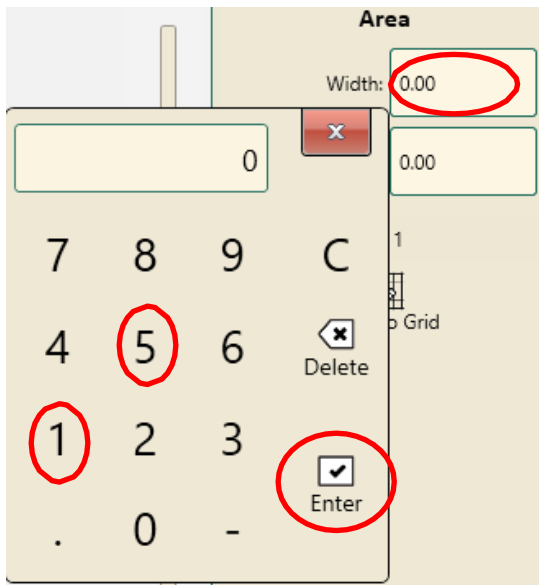 Area
Width: 0.00
0 x
0.00
7 8 9 C
1
4 5 6 Delete
o Grid
1 2 3 Enter
. 0 -